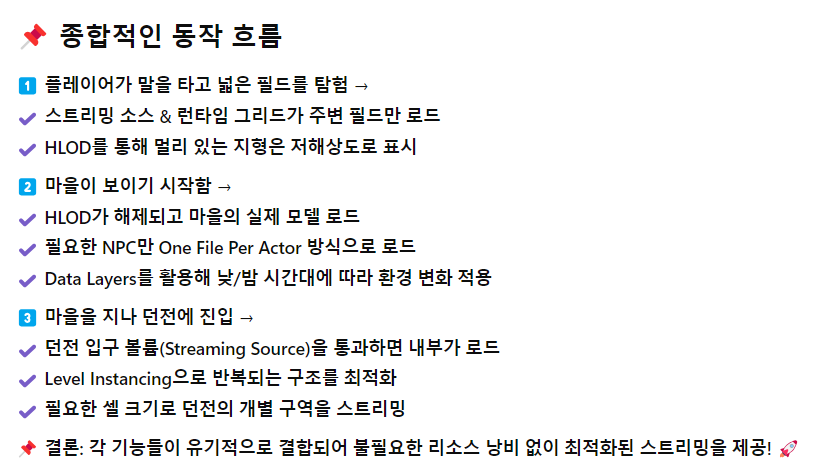 📌 종합적인 동작 흐름
1️⃣ 플레이어가 말을 타고 넓은 필드를 탐험 →
✔ 스트리밍 소스 & 런타임 그리드가 주변 필드만 로드
✔ HLOD를 통해 멀리 있는 지형은 저해상도로 표시
2️⃣ 마을이 보이기 시작함 →
✔ HLOD가 해제되고 마을의 실제 모델 로드
✔ 필요한 NPC만 One File Per Actor 방식으로 로드
✔ Data Layers를 활용해 낮/밤 시간대에 따라 환경 변화 적용
3️⃣ 마을을 지나 던전에 진입 →
✔ 던전 입구 볼륨(Streaming Source)을 통과하면 내부가 로드
✔ Level Instancing으로 반복되는 구조를 최적화
✔ 필요한 셀 크기로 던전의 개별 구역을 스트리밍
📌 결론: 각 기능들이 유기적으로 결합되어 불필요한 리소스 낭비 없이 최적화된 스트리밍을 제공! 🚀